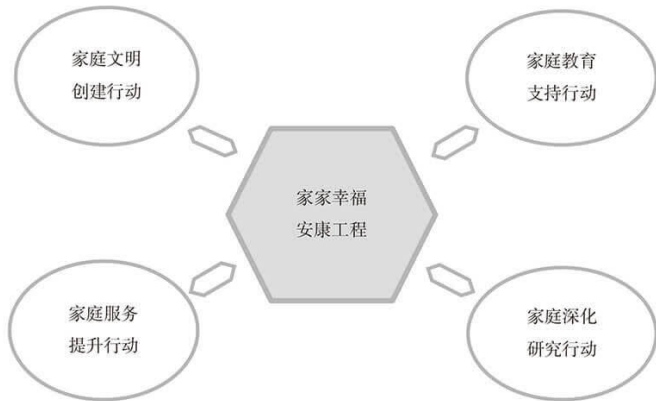 家庭文明
创建行动
家庭教育
支持行动
家家幸福
安康工程
家庭服务
提升行动
家庭深化
研究行动